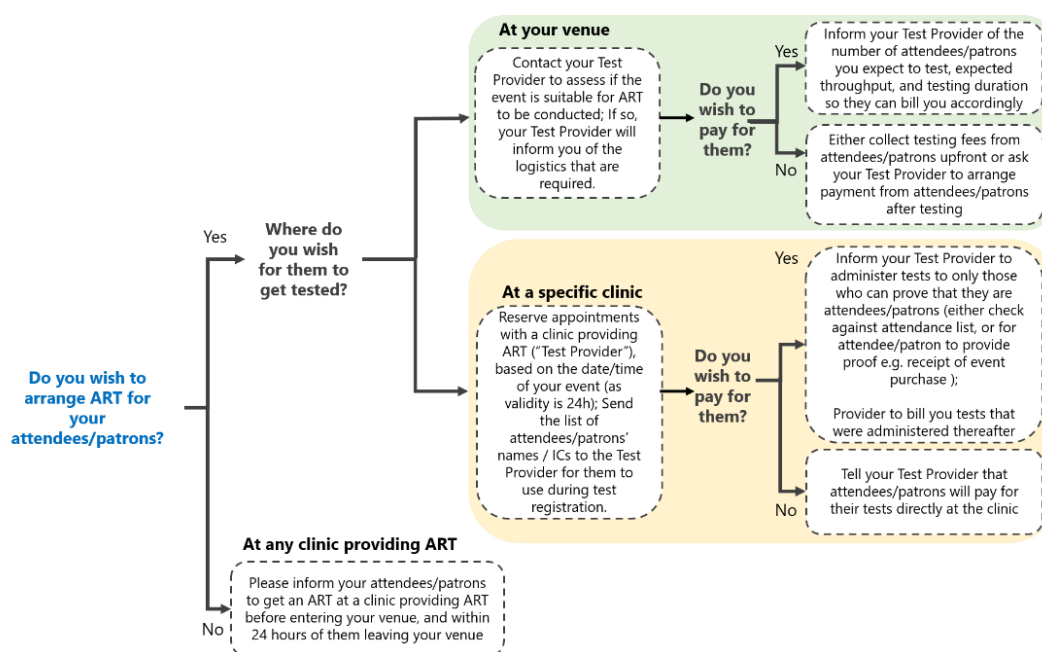 At your venue
Contact your Test
Provider to assess if the
event is suitable for ART
to be conducted; If so,
your Test Provider will
inform you of the
logistics that are
required.
Do you
wish to
pay for
them?
Yes
Inform your Test Provider of the
number of attendees/patrons
you expect to test, expected
throughput, and testing duration
so they can bill you accordingly
No
Either collect testing fees from
attendees/patrons upfront or ask
your Test Provider to arrange
payment from attendees/patrons
after testing
Do you wish to
arrange ART for
your
attendees/patrons?
Yes
Where do
you wish
for them to
get tested?
At a specific clinic
Reserve appointments
with a clinic providing
ART (“Test Provider”),
based on the date/time
of your event (as
validity is 24h); Send
the list of
attendees/patrons'
names / ICs to the Test
Provider for them to
use during test
registration.
Do you
wish to
pay for
them?
Yes
Inform your Test Provider to
administer tests to only those
who can prove that they are
attendees/patrons (either check
against attendance list, or for
attendee/patron to provide
proof e.g. receipt of event
purchase );
Provider to bill you tests that
were administered thereafter
No
Tell your Test Provider that
attendees/patrons will pay for
their tests directly at the clinic
No
At any clinic providing ART
Please inform your attendees/patrons
to get an ART at a clinic providing ART
before entering your venue, and within
24 hours of them leaving your venue